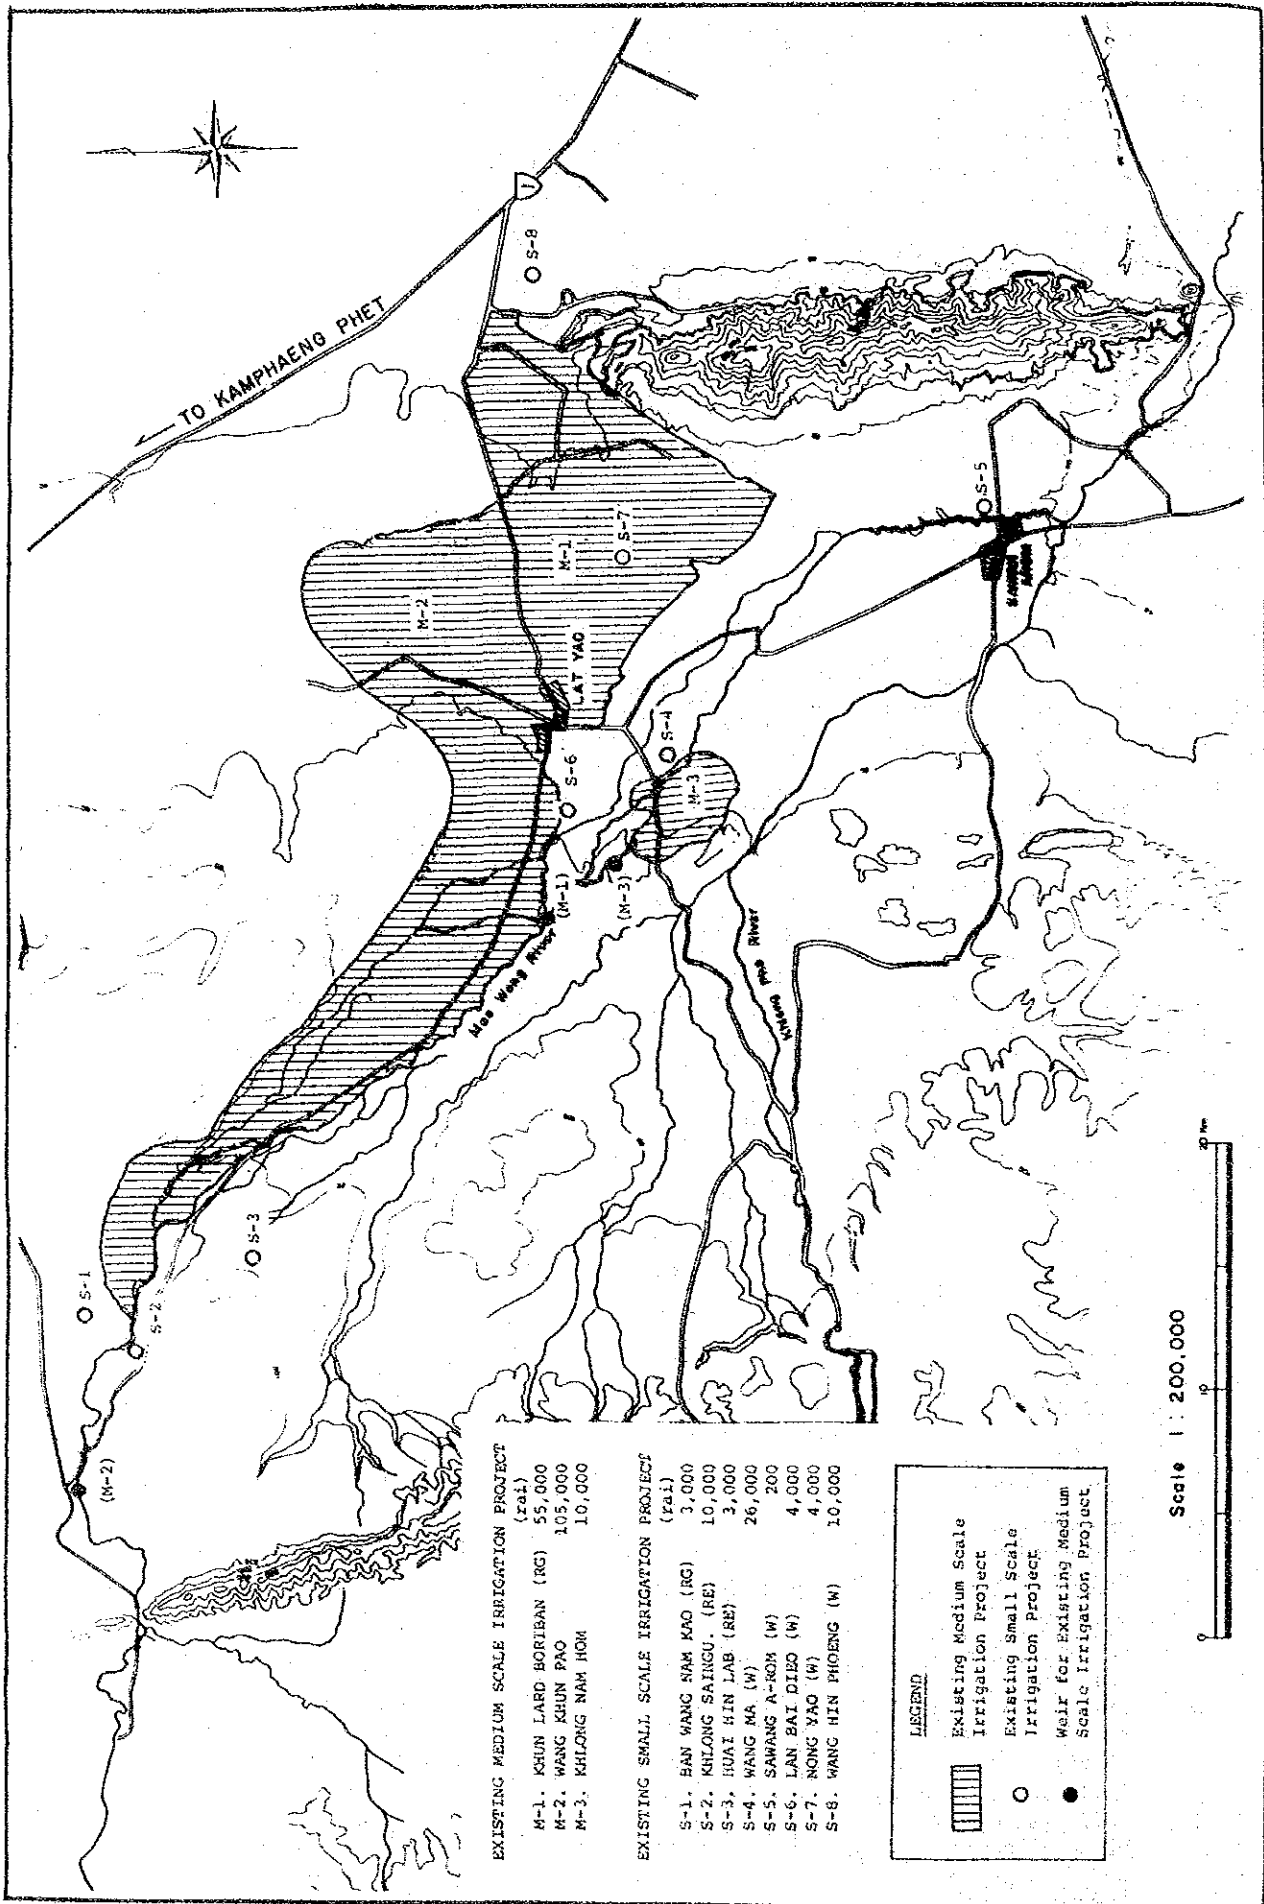 TO KAMPHAENG PHET
1
S-8
M-2
M-1
S-7
LAT YAO
S-5
S-6
S-4
M-3
(M-1)
(M-3)
Mae Wong River
Khlong Pho River
S-1
S-2
S-3
(M-2)
EXISTING MEDIUM SCALE IRRIGATION PROJECT
(rai)
M-1. KHUN LARD BORIBAN (RG) 55,000
M-2. WANG KHUN PAO 105,000
M-3. KHLONG NAM HOM 10,000
EXISTING SMALL SCALE IRRIGATION PROJECT
(rai)
S-1. BAN WANG NAM KAO (RG) 3,000
S-2. KHLONG SAINGU. (RE) 10,000
S-3. HUAI HIN LAB (RE) 3,000
S-4. WANG MA (W) 26,000
S-5. SAWANG A-ROM (W) 200
S-6. LAN BAI DIEO (W) 4,000
S-7. NONG YAO (W) 4,000
S-8. WANG HIN PHOENG (W) 10,000
LEGEND
Existing Medium Scale
Irrigation Project
Existing Small Scale
Irrigation Project
Weir for Existing Medium
Scale Irrigation Project
0 10 20 Km
Scale 1 : 200,000